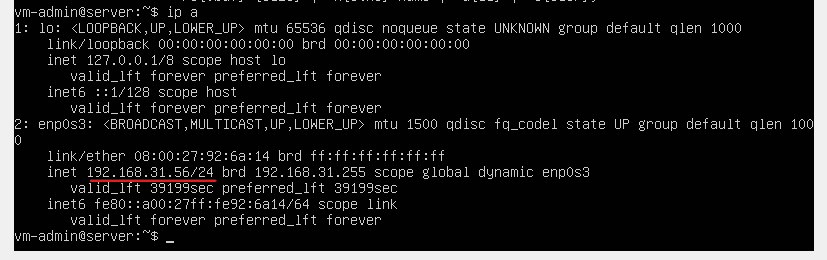 vm-admin@server:~$ ip a
1: lo: <LOOPBACK,UP,LOWER_UP> mtu 65536 qdisc noqueue state UNKNOWN group default qlen 1000
    link/loopback 00:00:00:00:00:00 brd 00:00:00:00:00:00
    inet 127.0.0.1/8 scope host lo
       valid_lft forever preferred_lft forever
    inet6 ::1/128 scope host
       valid_lft forever preferred_lft forever
2: enp0s3: <BROADCAST,MULTICAST,UP,LOWER_UP> mtu 1500 qdisc fq_codel state UP group default qlen 100
0
    link/ether 08:00:27:92:6a:14 brd ff:ff:ff:ff:ff:ff
    inet 192.168.31.56/24 brd 192.168.31.255 scope global dynamic enp0s3
       valid_lft 39199sec preferred_lft 39199sec
    inet6 fe80::a00:27ff:fe92:6a14/64 scope link
       valid_lft forever preferred_lft forever
vm-admin@server:~$ _